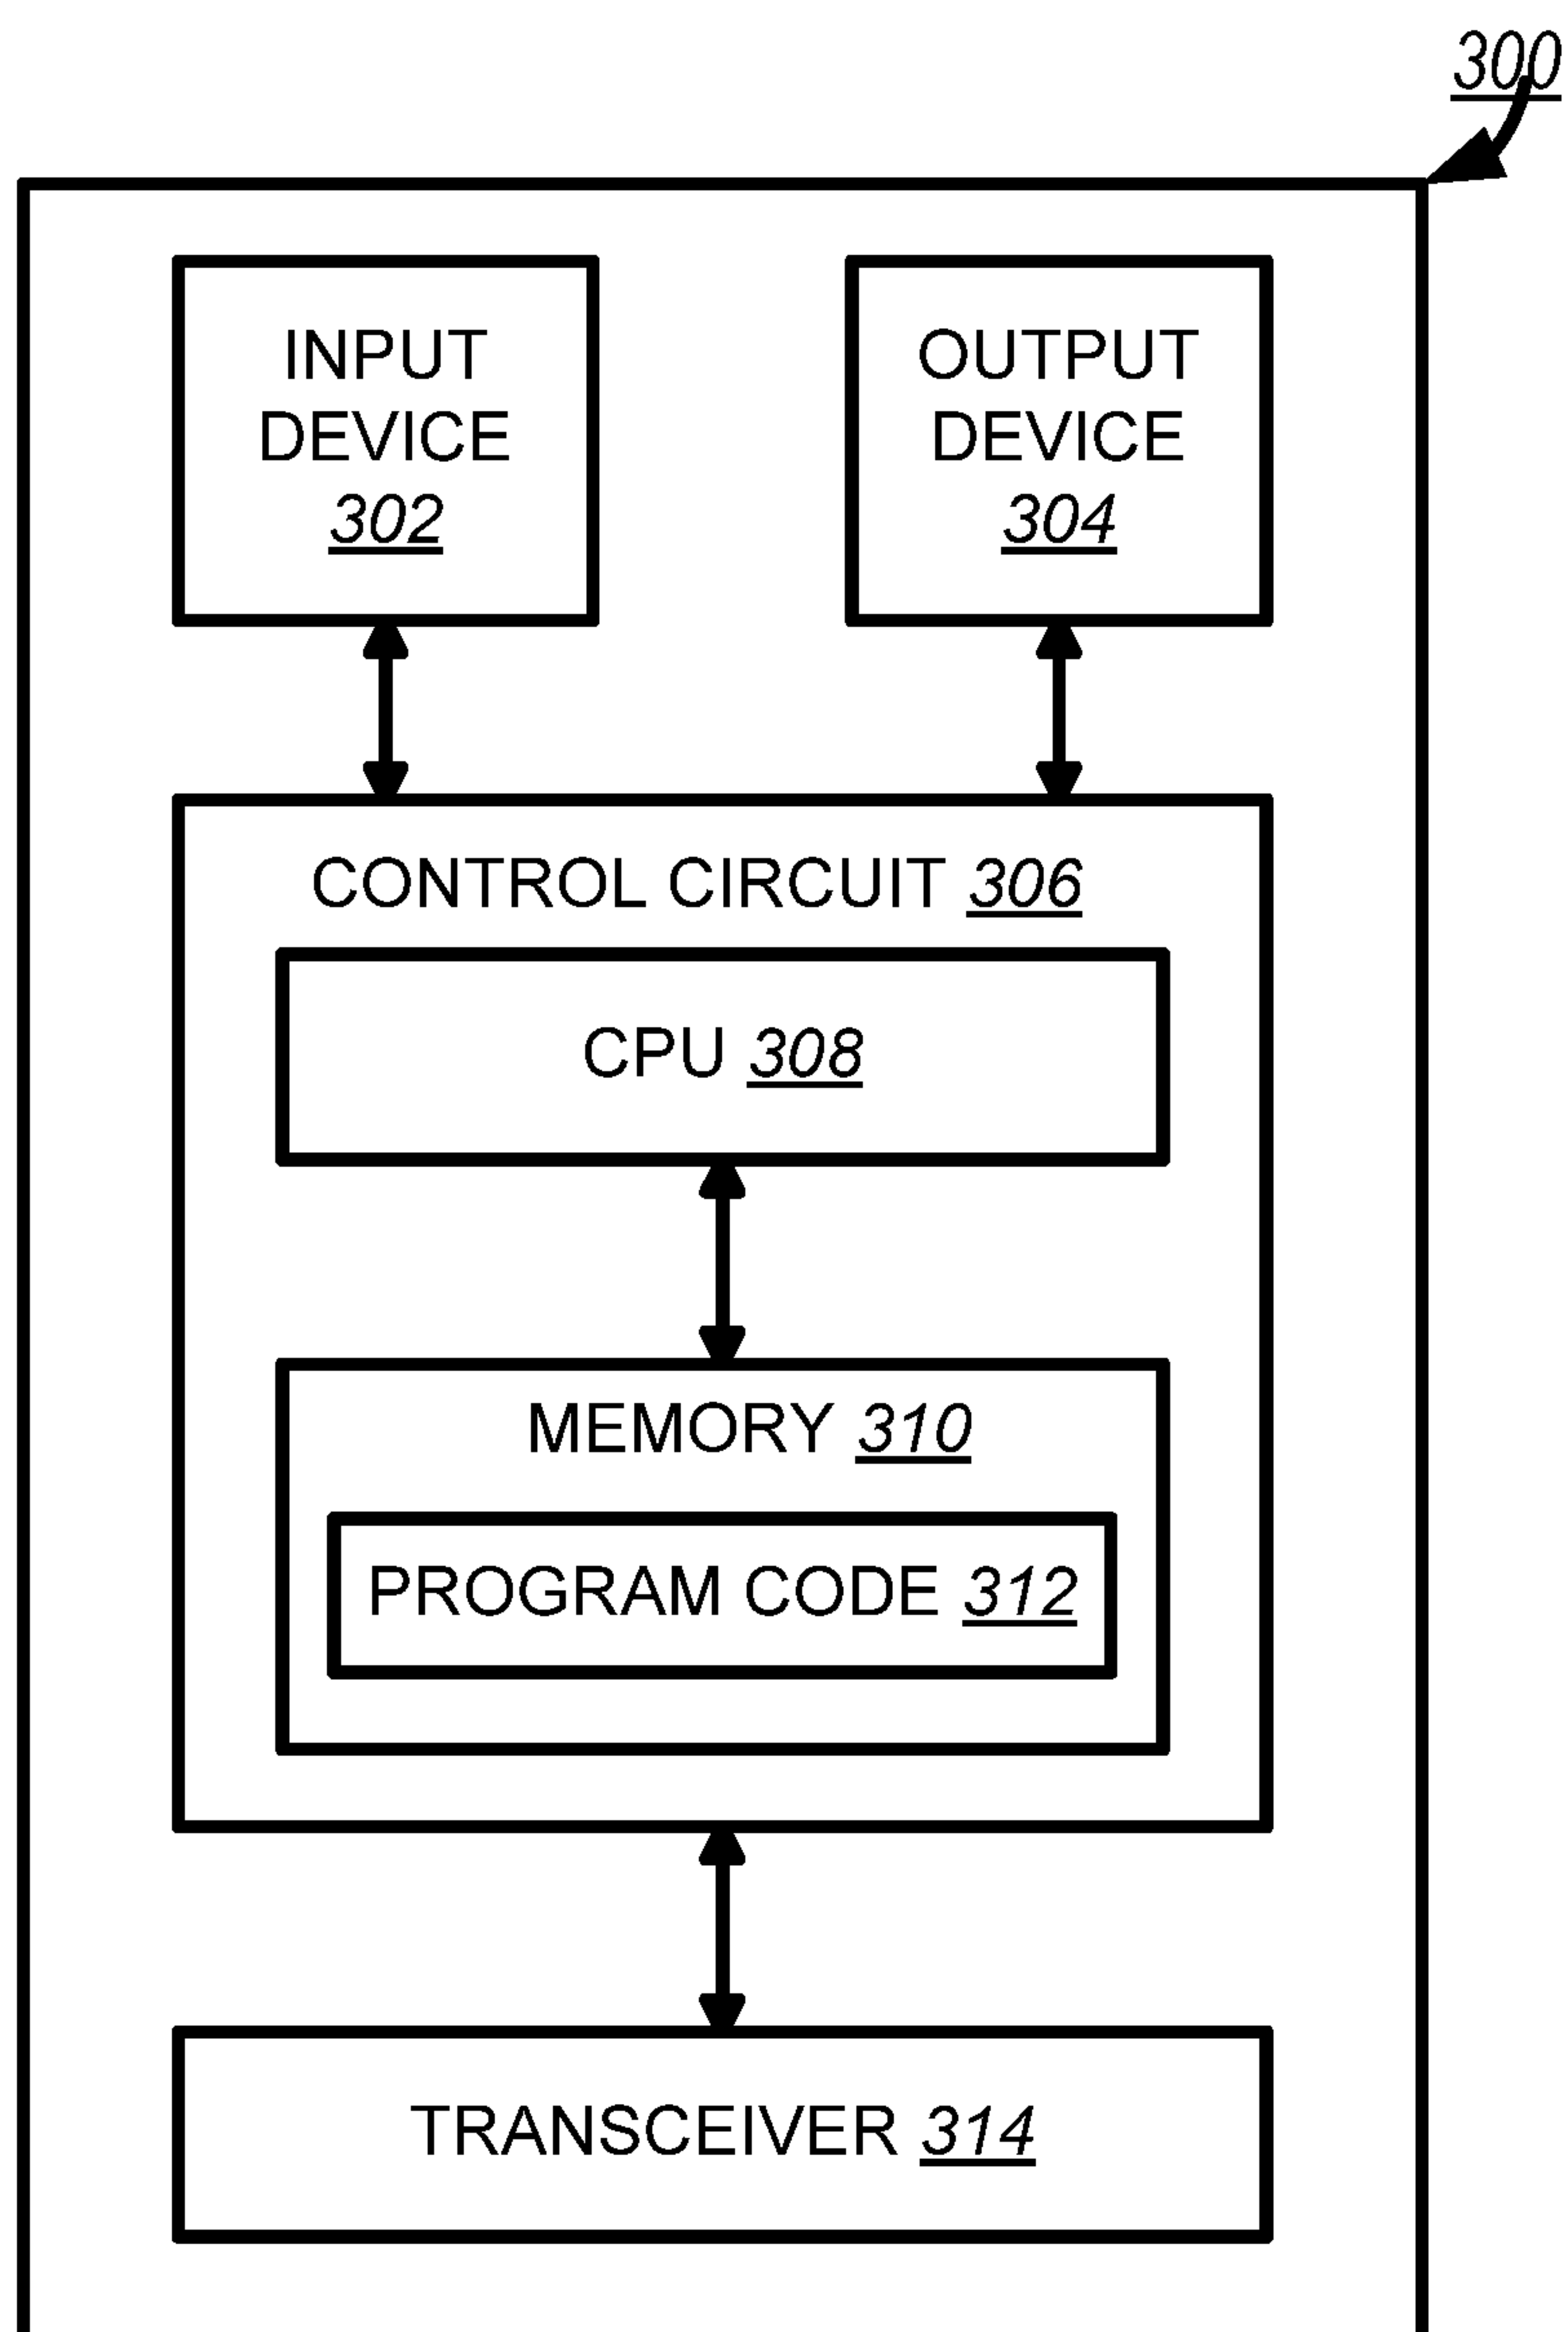 300
INPUT
DEVICE
302
OUTPUT
DEVICE
304
CONTROL CIRCUIT 306
CPU 308
MEMORY 310
PROGRAM CODE 312
TRANSCEIVER 314